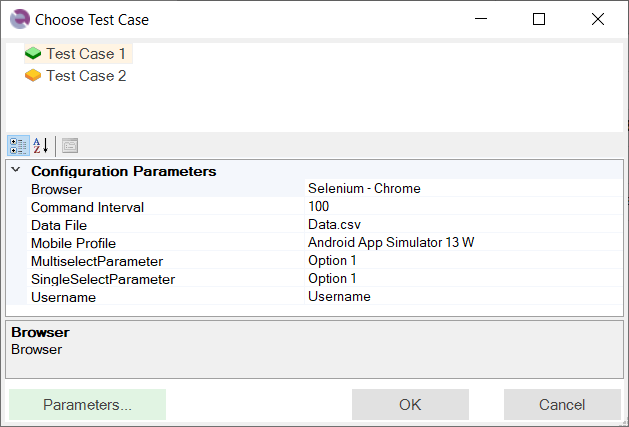 Choose Test Case
Test Case 1
Test Case 2
Configuration Parameters
Browser Selenium - Chrome
Command Interval 100
Data File Data.csv
Mobile Profile Android App Simulator 13 W
MultiselectParameter Option 1
SingleSelectParameter Option 1
Username Username
Browser
Browser
Parameters... OK Cancel